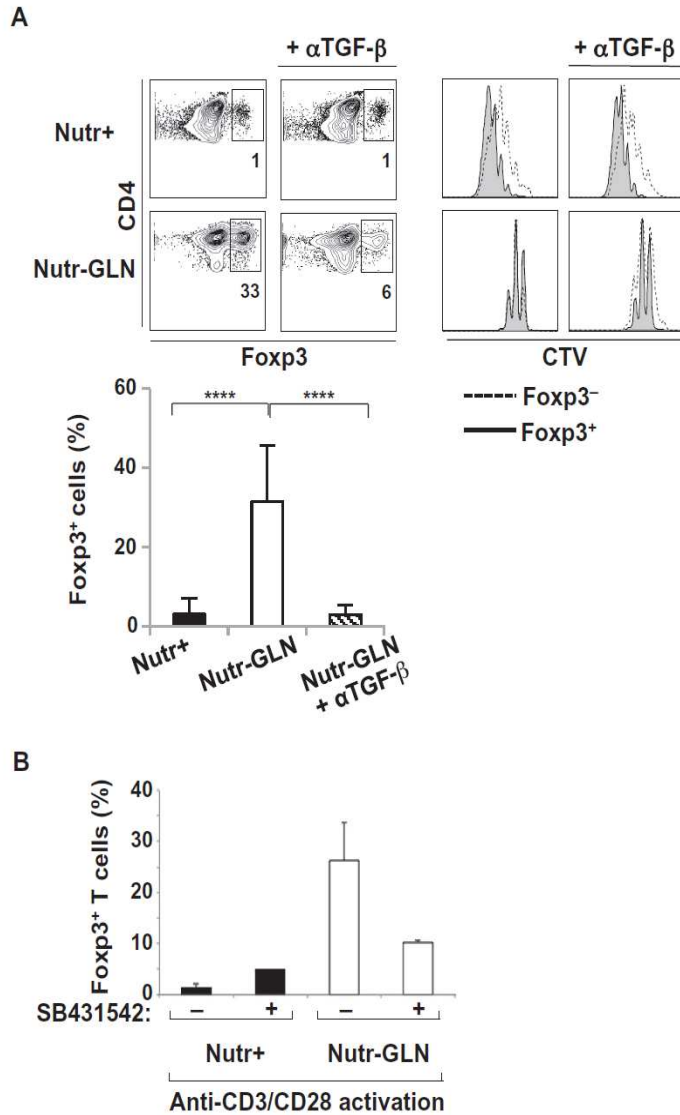 A
+ αTGF-β + αTGF-β
Nutr+
1 1
CD4
Nutr-GLN
33 6
Foxp3 CTV
Foxp3⁻
Foxp3⁺
60
40
20
0
**** ****
Foxp3⁺ cells (%)
Nutr+
Nutr-GLN
Nutr-GLN
+ αTGF-β
B
40
30
20
10
0
Foxp3⁺ T cells (%)
SB431542: – + – +
Nutr+ Nutr-GLN
Anti-CD3/CD28 activation